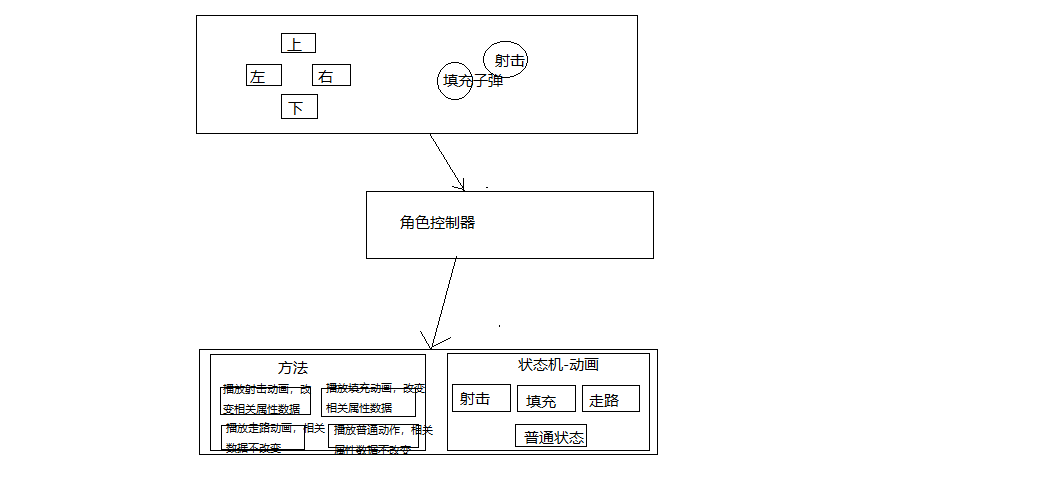 上
左
右
下
射击
填充子弹
角色控制器
方法
播放射击动画，改
变相关属性数据
播放填充动画，改变
相关属性数据
播放走路动画，相关
数据不改变
播放普通动作，相关
属性数据不改变
状态机-动画
射击
填充
走路
普通状态